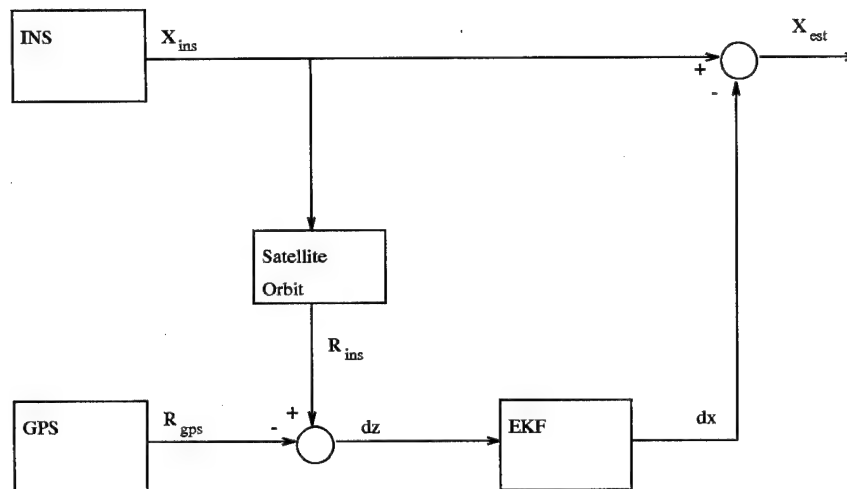 INS
X ins
X est
+
-
Satellite
Orbit
R ins
GPS
R gps
+
-
dz
EKF
dx